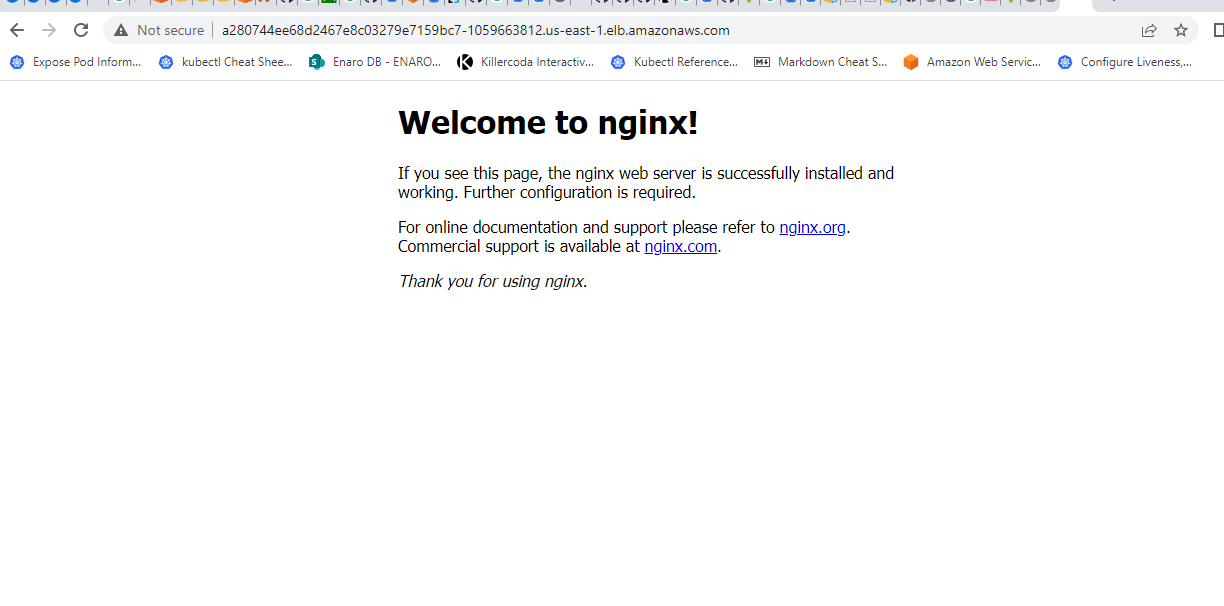 Not secure a280744ee68d2467e8c03279e7159bc7-1059663812.us-east-1.elb.amazonaws.com
Expose Pod Inform... kubectl Cheat Shee... Enaro DB - ENARO... Killercoda Interactiv... Kubectl Reference... Markdown Cheat S... Amazon Web Servic... Configure Liveness,...
Welcome to nginx!
If you see this page, the nginx web server is successfully installed and
working. Further configuration is required.
For online documentation and support please refer to nginx.org.
Commercial support is available at nginx.com.
Thank you for using nginx.